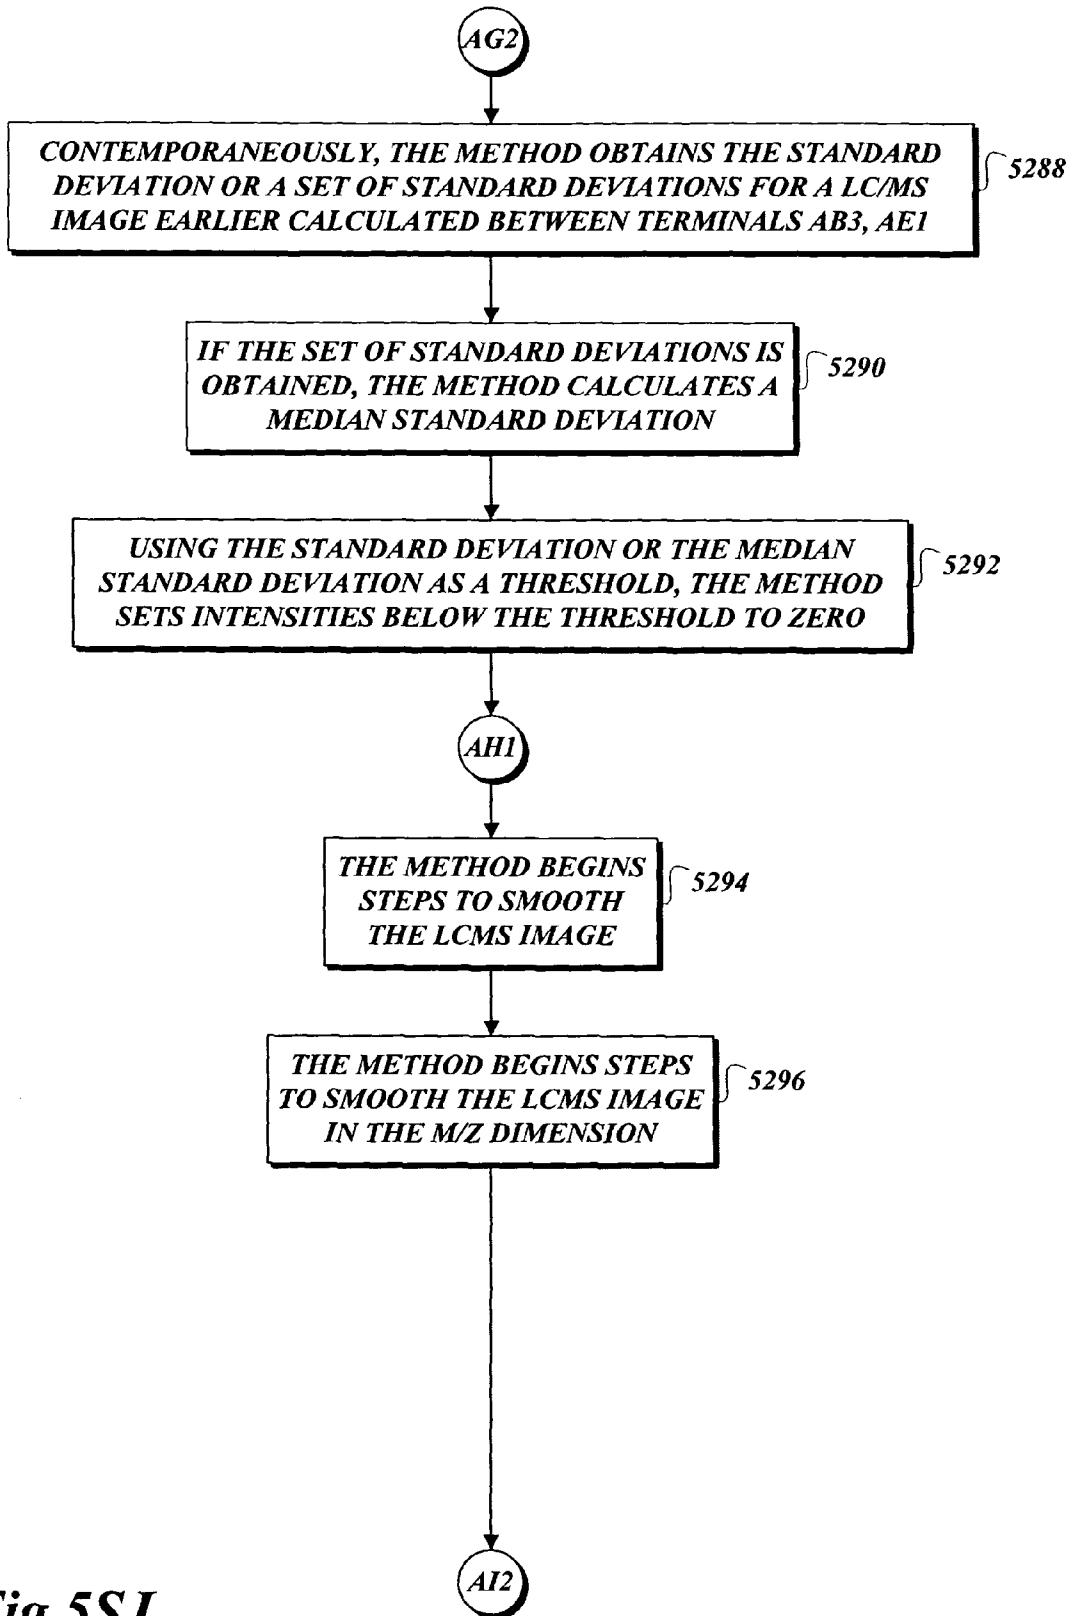 AG2
CONTEMPORANEOUSLY, THE METHOD OBTAINS THE STANDARD
DEVIATION OR A SET OF STANDARD DEVIATIONS FOR A LC/MS
IMAGE EARLIER CALCULATED BETWEEN TERMINALS AB3, AE1
5288
IF THE SET OF STANDARD DEVIATIONS IS
OBTAINED, THE METHOD CALCULATES A
MEDIAN STANDARD DEVIATION
5290
USING THE STANDARD DEVIATION OR THE MEDIAN
STANDARD DEVIATION AS A THRESHOLD, THE METHOD
SETS INTENSITIES BELOW THE THRESHOLD TO ZERO
5292
AH1
THE METHOD BEGINS
STEPS TO SMOOTH
THE LCMS IMAGE
5294
THE METHOD BEGINS STEPS
TO SMOOTH THE LCMS IMAGE
IN THE M/Z DIMENSION
5296
AI2